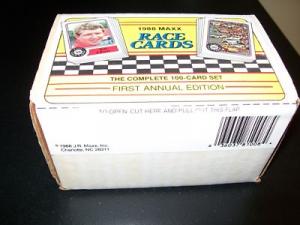 1988 MAXX
RACE
CARDS
THE COMPLETE 100-CARD SET
FIRST ANNUAL EDITION
TO OPEN, CUT HERE AND PULL OUT THIS FLAP
© 1988 J.R. Maxx, Inc.
Charlotte, NC 28211